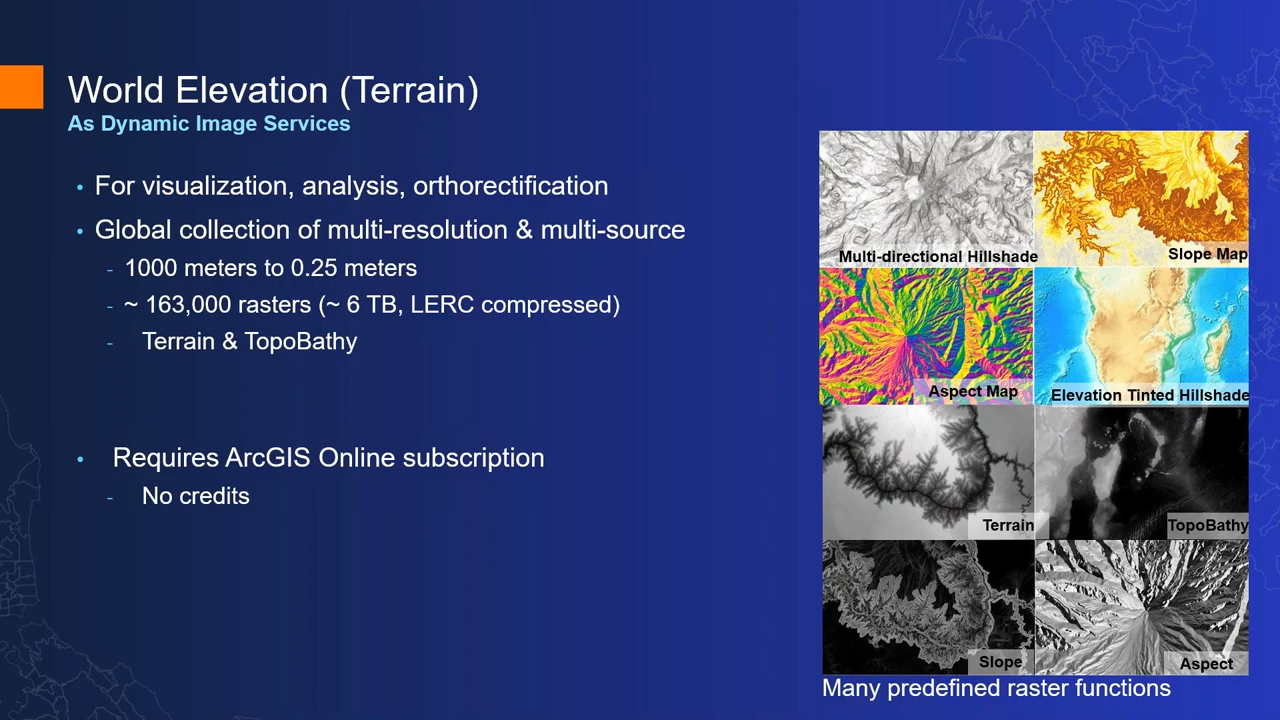 World Elevation (Terrain)
As Dynamic Image Services
• For visualization, analysis, orthorectification
• Global collection of multi-resolution & multi-source
- 1000 meters to 0.25 meters
- ~ 163,000 rasters (~ 6 TB, LERC compressed)
- Terrain & TopoBathy
• Requires ArcGIS Online subscription
- No credits
Multi-directional Hillshade
Slope Map
Aspect Map
Elevation Tinted Hillshade
Terrain
TopoBathy
Slope
Aspect
Many predefined raster functions